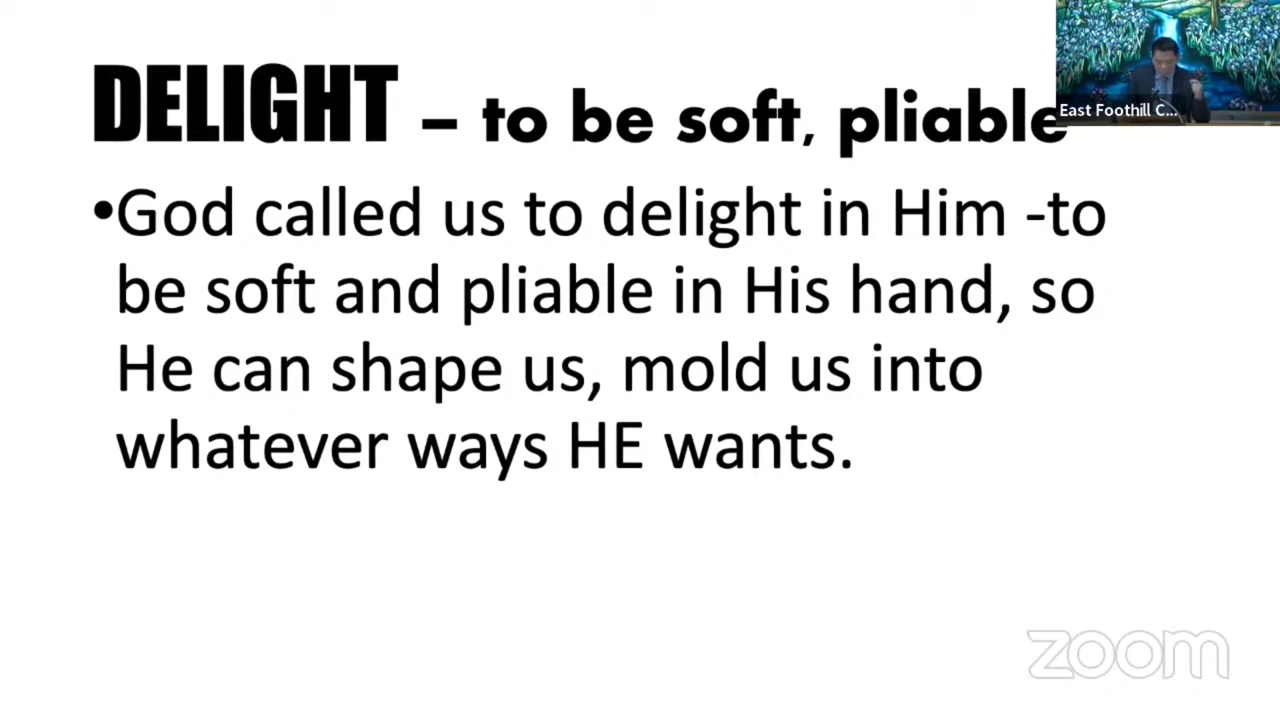 DELIGHT – to be soft, pliable
East Foothill C...
•God called us to delight in Him -to
be soft and pliable in His hand, so
He can shape us, mold us into
whatever ways HE wants.
zoom